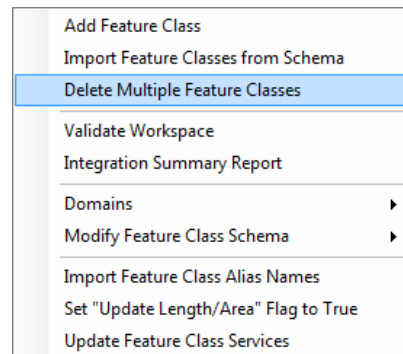 Add Feature Class
Import Feature Classes from Schema
Delete Multiple Feature Classes
Validate Workspace
Integration Summary Report
Domains
Modify Feature Class Schema
Import Feature Class Alias Names
Set "Update Length/Area" Flag to True
Update Feature Class Services